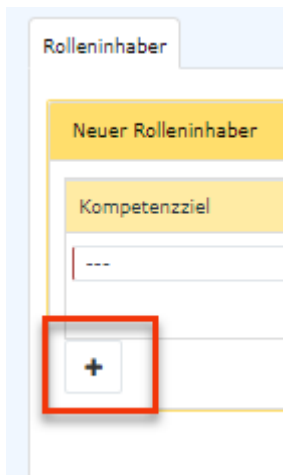 Rolleninhaber
Neuer Rolleninhaber
Kompetenzziel
---
+